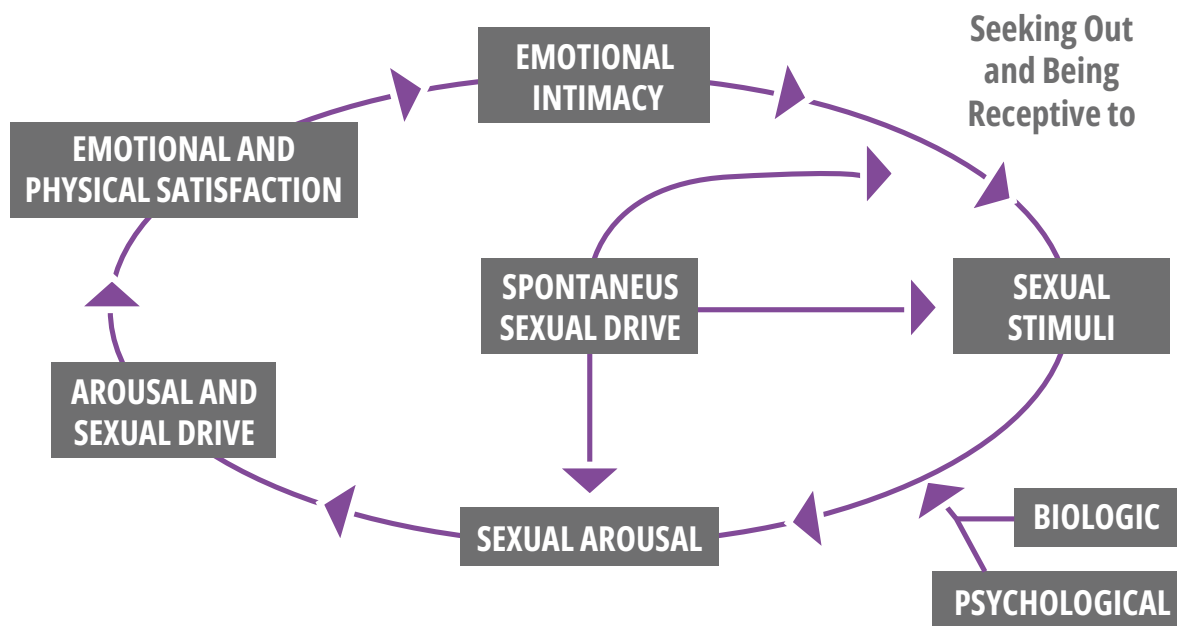 EMOTIONAL
INTIMACY
Seeking Out
and Being
Receptive to
EMOTIONAL AND
PHYSICAL SATISFACTION
SPONTANEUS
SEXUAL DRIVE
SEXUAL
STIMULI
AROUSAL AND
SEXUAL DRIVE
SEXUAL AROUSAL
BIOLOGIC
PSYCHOLOGICAL